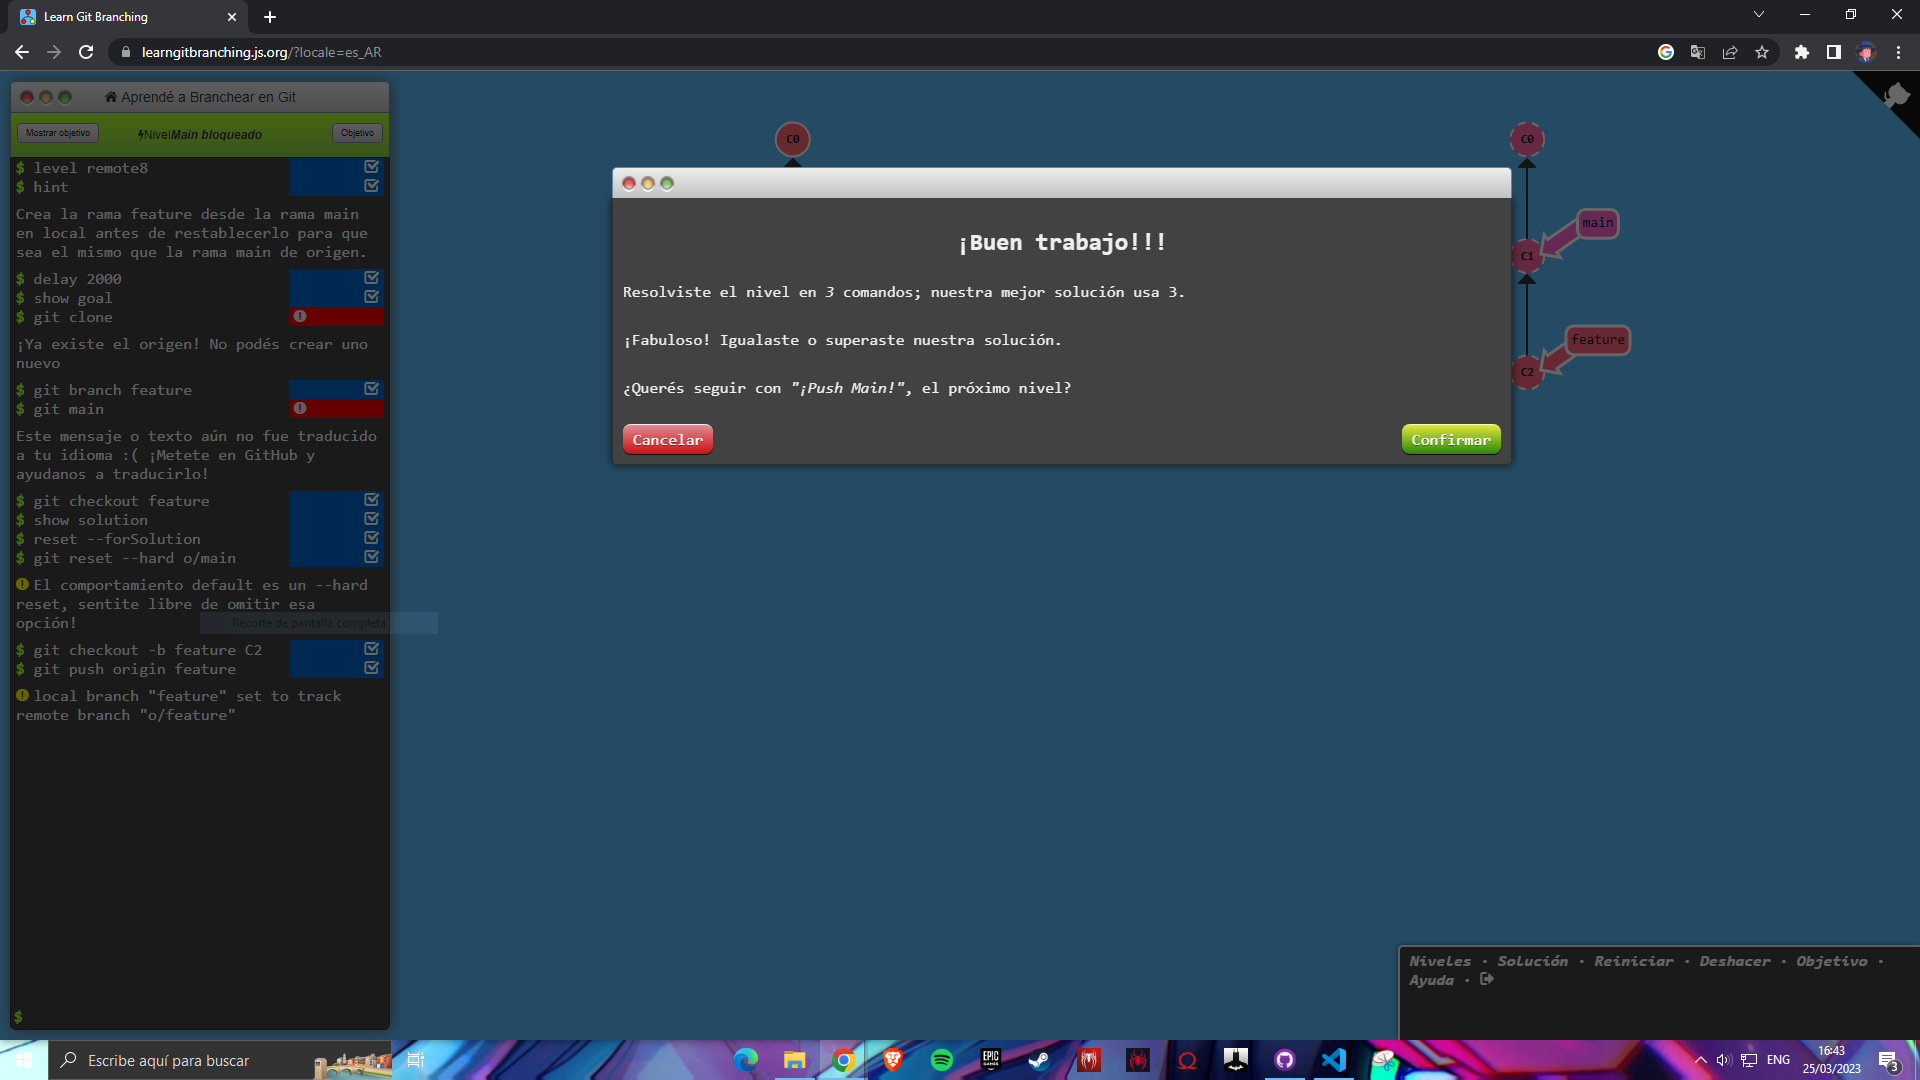 Learn Git Branching
learngitbranching.js.org/?locale=es_AR
Aprendé a Branchear en Git
Mostrar objetivo
NivelMain bloqueado
Objetivo
$ level remote8
$ hint
Crea la rama feature desde la rama main
en local antes de restablecerlo para que
sea el mismo que la rama main de origen.
$ delay 2000
$ show goal
$ git clone
¡Ya existe el origen! No podés crear uno
nuevo
$ git branch feature
$ git main
Este mensaje o texto aún no fue traducido
a tu idioma :( ¡Metete en GitHub y
ayudanos a traducirlo!
$ git checkout feature
$ show solution
$ reset --forSolution
$ git reset --hard o/main
El comportamiento default es un --hard
reset, sentite libre de omitir esa
opción!
Recorte de pantalla completa
$ git checkout -b feature C2
$ git push origin feature
local branch "feature" set to track
remote branch "o/feature"
$
C0
¡Buen trabajo!!!
Resolviste el nivel en 3 comandos; nuestra mejor solución usa 3.
¡Fabuloso! Igualaste o superaste nuestra solución.
¿Querés seguir con "¡Push Main!", el próximo nivel?
Cancelar
Confirmar
C0
main
C1
feature
C2
Niveles · Solución · Reiniciar · Deshacer · Objetivo ·
Ayuda ·
Escribe aquí para buscar
EPIC
GAMES
ENG
16:43
25/03/2023
3